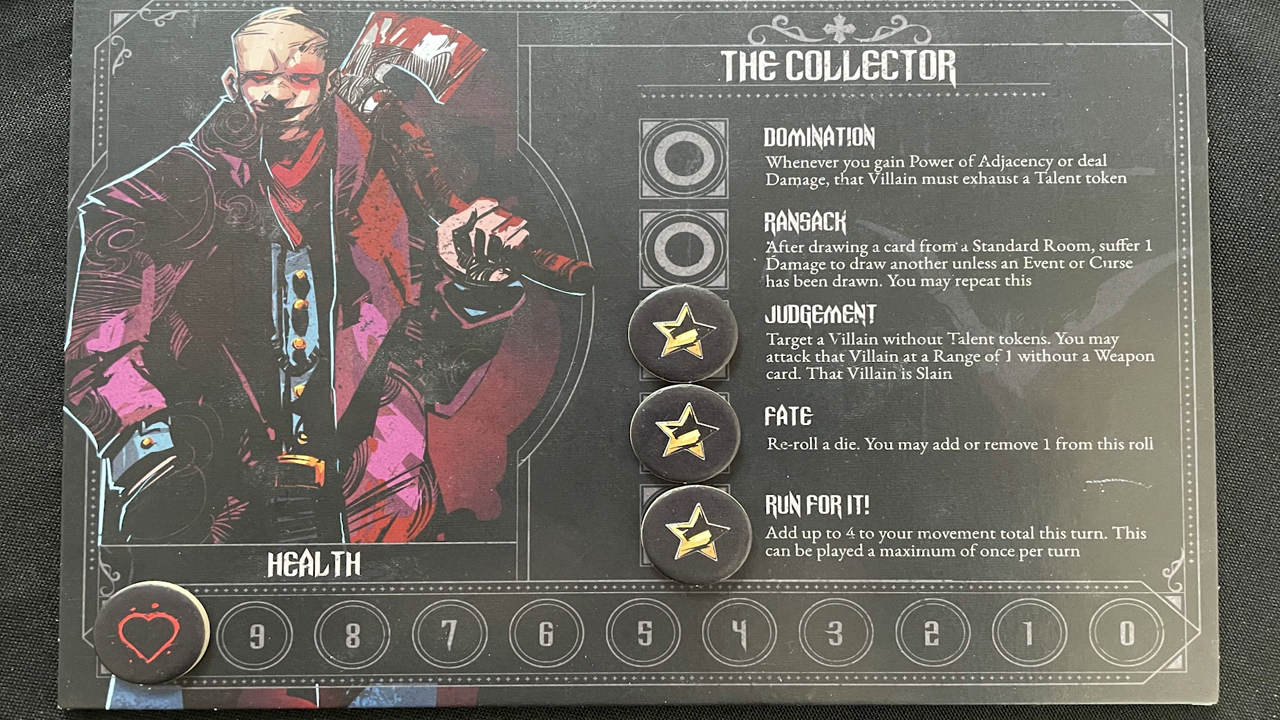 THE COLLECTOR
DOMINATION
Whenever you gain Power of Adjacency or deal
Damage, that Villain must exhaust a Talent token
RANSACK
After drawing a card from a Standard Room, suffer 1
Damage to draw another unless an Event or Curse
has been drawn. You may repeat this
JUDGEMENT
Target a Villain without Talent tokens. You may
attack that Villain at a Range of 1 without a Weapon
card. That Villain is Slain
FATE
Re-roll a die. You may add or remove 1 from this roll
RUN FOR IT!
Add up to 4 to your movement total this turn. This
can be played a maximum of once per turn
HEALTH
9 8 7 6 5 4 3 2 1 0